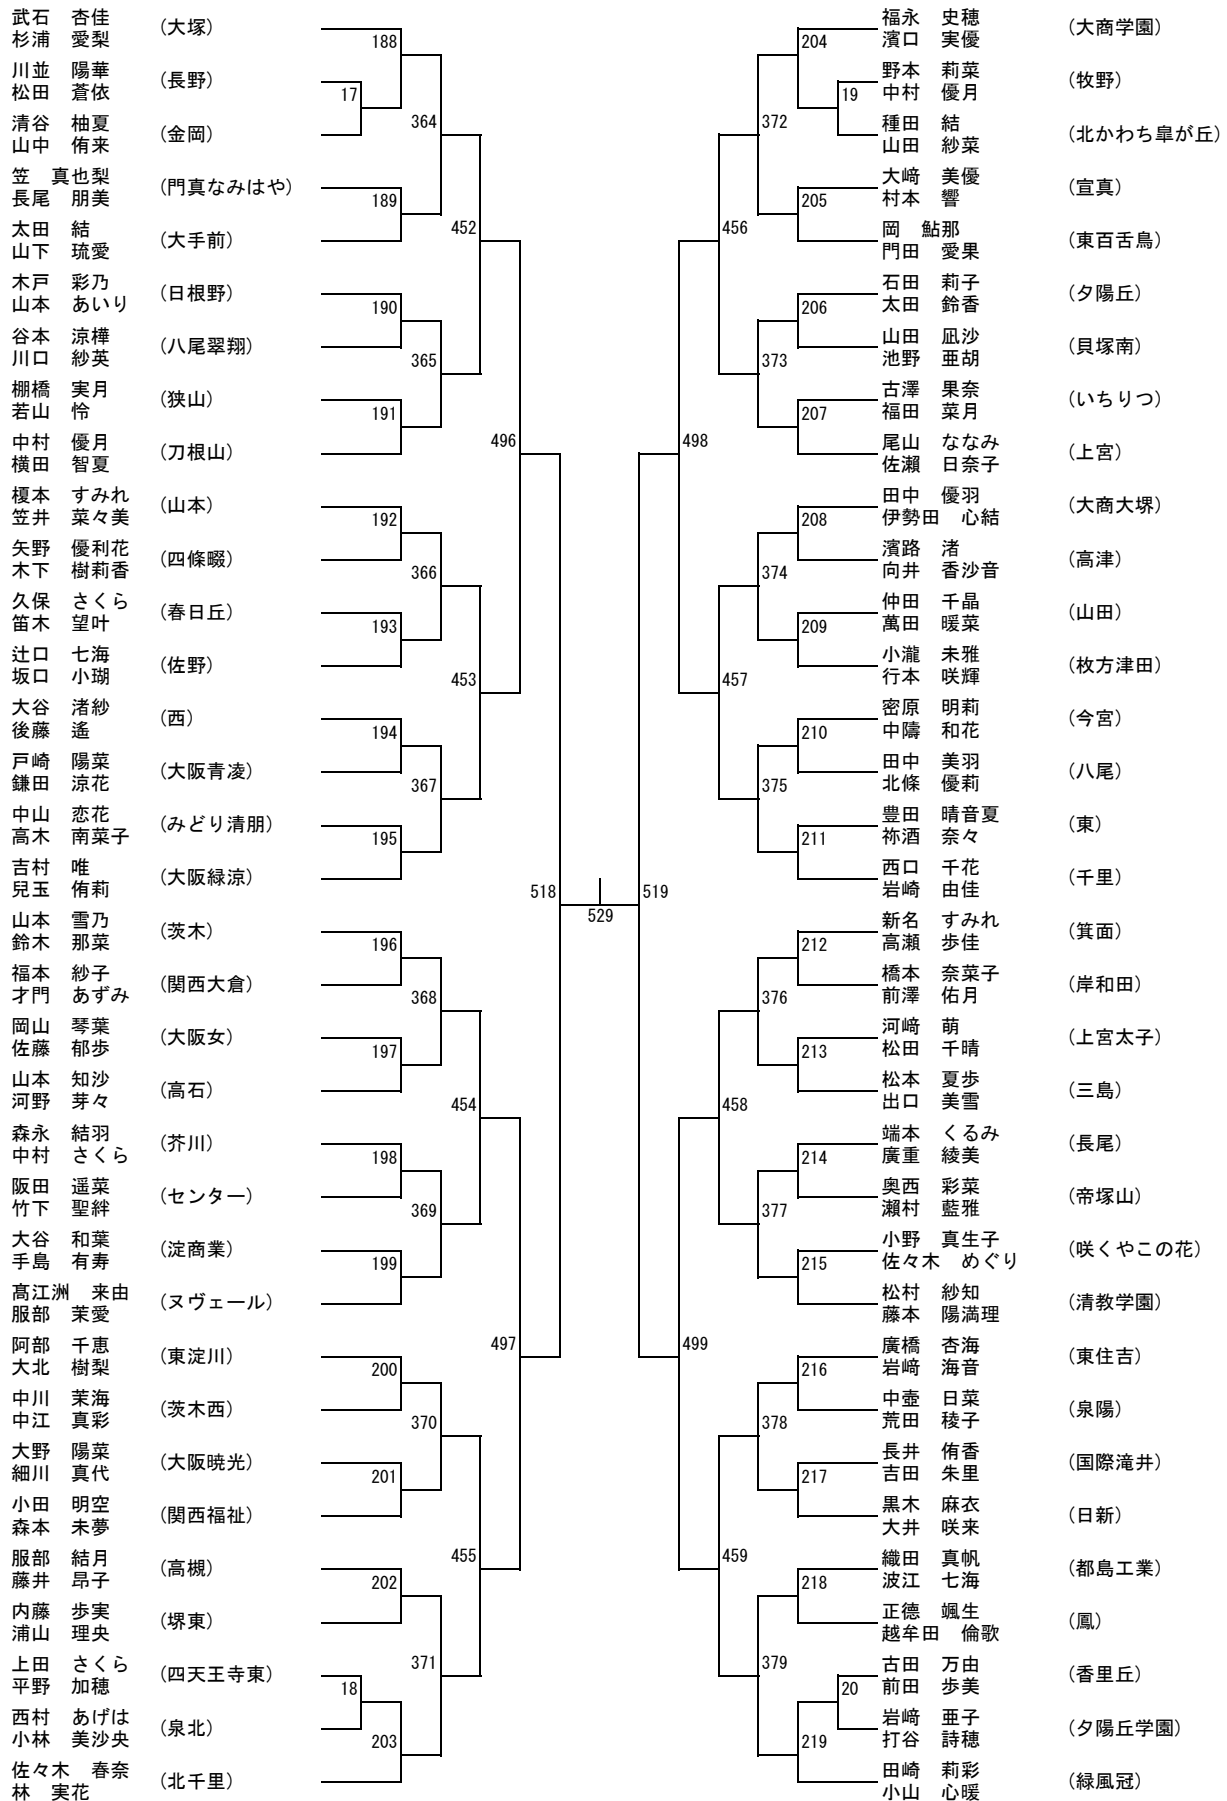 武石　杏佳
杉浦　愛梨
(大塚)
188
川並　陽華
松田　蒼依
(長野)
17
清谷　柚夏
山中　侑来
(金岡)
364
笠　真也梨
長尾　朋美
(門真なみはや)
189
太田　結
山下　琉愛
(大手前)
452
木戸　彩乃
山本　あいり
(日根野)
190
谷本　涼樺
川口　紗英
(八尾翠翔)
365
棚橋　実月
若山　怜
(狭山)
191
中村　優月
横田　智夏
(刀根山)
496
榎本　すみれ
笠井　菜々美
(山本)
192
矢野　優利花
木下　樹莉香
(四條畷)
366
久保　さくら
笛木　望叶
(春日丘)
193
辻口　七海
坂口　小瑚
(佐野)
453
大谷　渚紗
後藤　遙
(西)
194
戸崎　陽菜
鎌田　涼花
(大阪青凌)
367
中山　恋花
高木　南菜子
(みどり清朋)
195
吉村　唯
兒玉　侑莉
(大阪緑涼)
518
山本　雪乃
鈴木　那菜
(茨木)
196
福本　紗子
才門　あずみ
(関西大倉)
368
岡山　琴葉
佐藤　郁歩
(大阪女)
197
山本　知沙
河野　芽々
(高石)
454
森永　結羽
中村　さくら
(芥川)
198
阪田　遥菜
竹下　聖絆
(センター)
369
大谷　和葉
手島　有寿
(淀商業)
199
髙江洲　来由
服部　茉愛
(ヌヴェール)
497
阿部　千恵
大北　樹梨
(東淀川)
200
中川　茉海
中江　真彩
(茨木西)
370
大野　陽菜
細川　真代
(大阪暁光)
201
小田　明空
森本　未夢
(関西福祉)
455
服部　結月
藤井　昂子
(高槻)
202
内藤　歩実
浦山　理央
(堺東)
371
上田　さくら
平野　加穂
(四天王寺東)
18
西村　あげは
小林　美沙央
(泉北)
203
佐々木　春奈
林　実花
(北千里)
529
福永　史穂
濱口　実優
(大商学園)
204
野本　莉菜
中村　優月
(牧野)
19
種田　結
山田　紗菜
(北かわち皐が丘)
372
大﨑　美優
村本　響
(宣真)
205
岡　鮎那
門田　愛果
(東百舌鳥)
456
石田　莉子
太田　鈴香
(夕陽丘)
206
山田　凪沙
池野　亜胡
(貝塚南)
373
古澤　果奈
福田　菜月
(いちりつ)
207
尾山　ななみ
佐瀬　日奈子
(上宮)
498
田中　優羽
伊勢田　心結
(大商大堺)
208
濱路　渚
向井　香沙音
(高津)
374
仲田　千晶
萬田　暖菜
(山田)
209
小瀧　未雅
行本　咲輝
(枚方津田)
457
密原　明莉
中隯　和花
(今宮)
210
田中　美羽
北條　優莉
(八尾)
375
豊田　晴音夏
祢酒　奈々
(東)
211
西口　千花
岩崎　由佳
(千里)
519
新名　すみれ
高瀬　歩佳
(箕面)
212
橋本　奈菜子
前澤　佑月
(岸和田)
376
河﨑　萌
松田　千晴
(上宮太子)
213
松本　夏歩
出口　美雪
(三島)
458
端本　くるみ
廣重　綾美
(長尾)
214
奥西　彩菜
瀬村　藍雅
(帝塚山)
377
小野　真生子
佐々木　めぐり
(咲くやこの花)
215
松村　紗知
藤本　陽満理
(清教学園)
499
廣橋　杏海
岩﨑　海音
(東住吉)
216
中壺　日菜
荒田　稜子
(泉陽)
378
長井　侑香
吉田　朱里
(国際滝井)
217
黒木　麻衣
大井　咲来
(日新)
459
織田　真帆
波江　七海
(都島工業)
218
正德　颯生
越牟田　倫歌
(鳳)
379
古田　万由
前田　歩美
(香里丘)
20
岩﨑　亜子
打谷　詩穂
(夕陽丘学園)
219
田崎　莉彩
小山　心暖
(緑風冠)